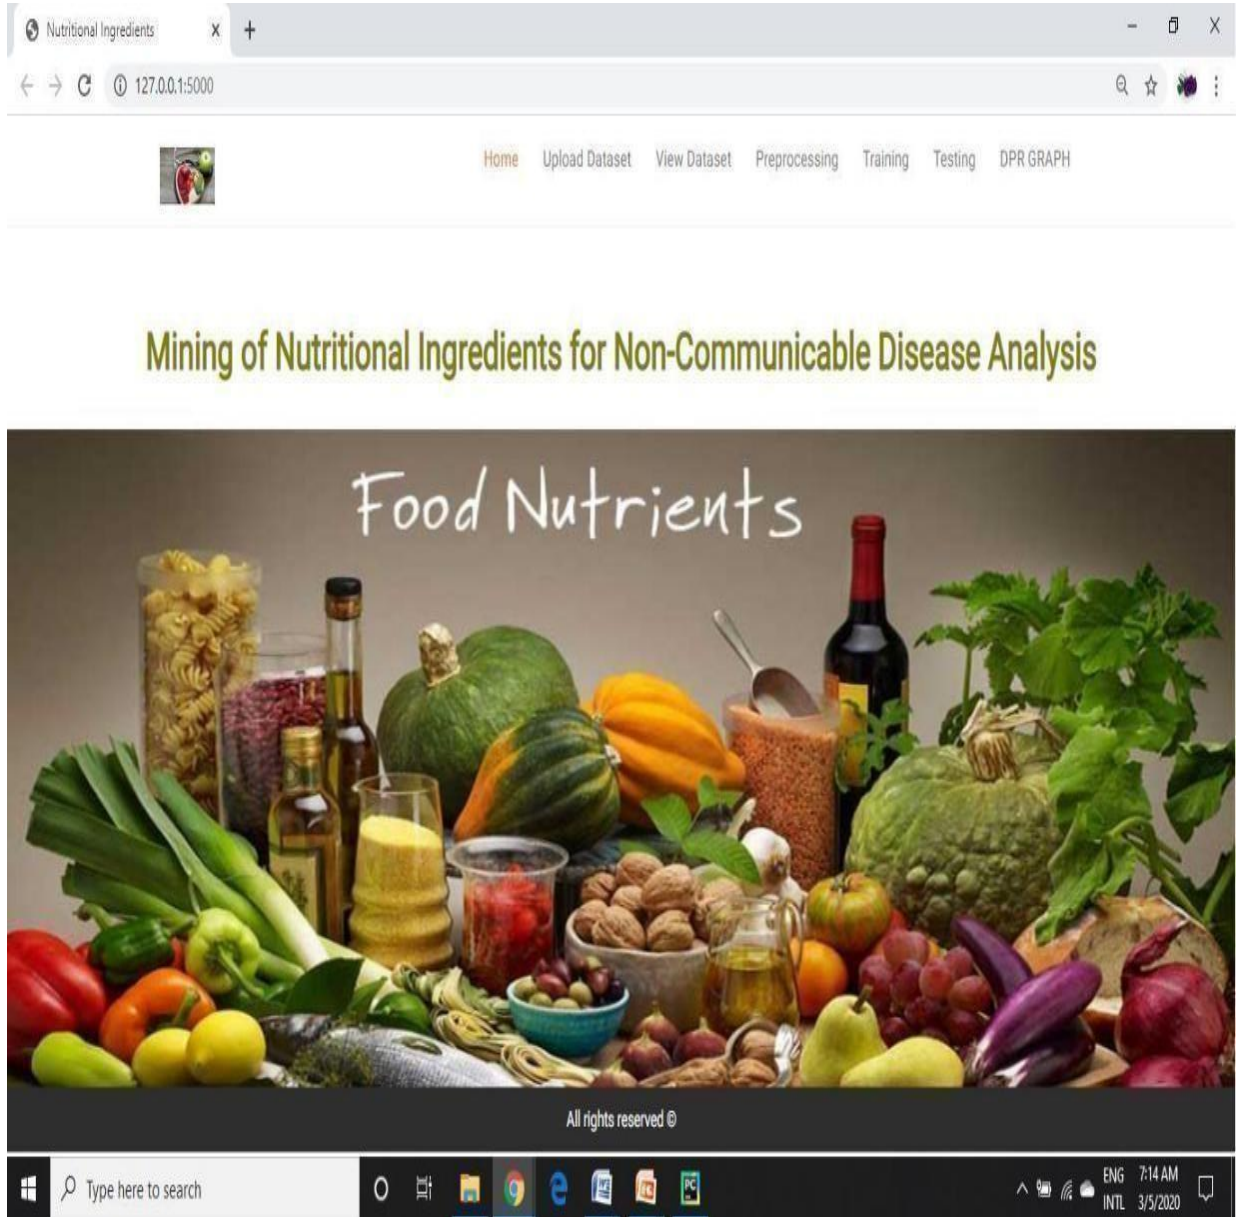 Nutritional Ingredients
127.0.0.1:5000
Home Upload Dataset View Dataset Preprocessing Training Testing DPR GRAPH
Mining of Nutritional Ingredients for Non-Communicable Disease Analysis
Food Nutrients
All rights reserved ©
Type here to search
ENG 7:14 AM
INTL 3/5/2020